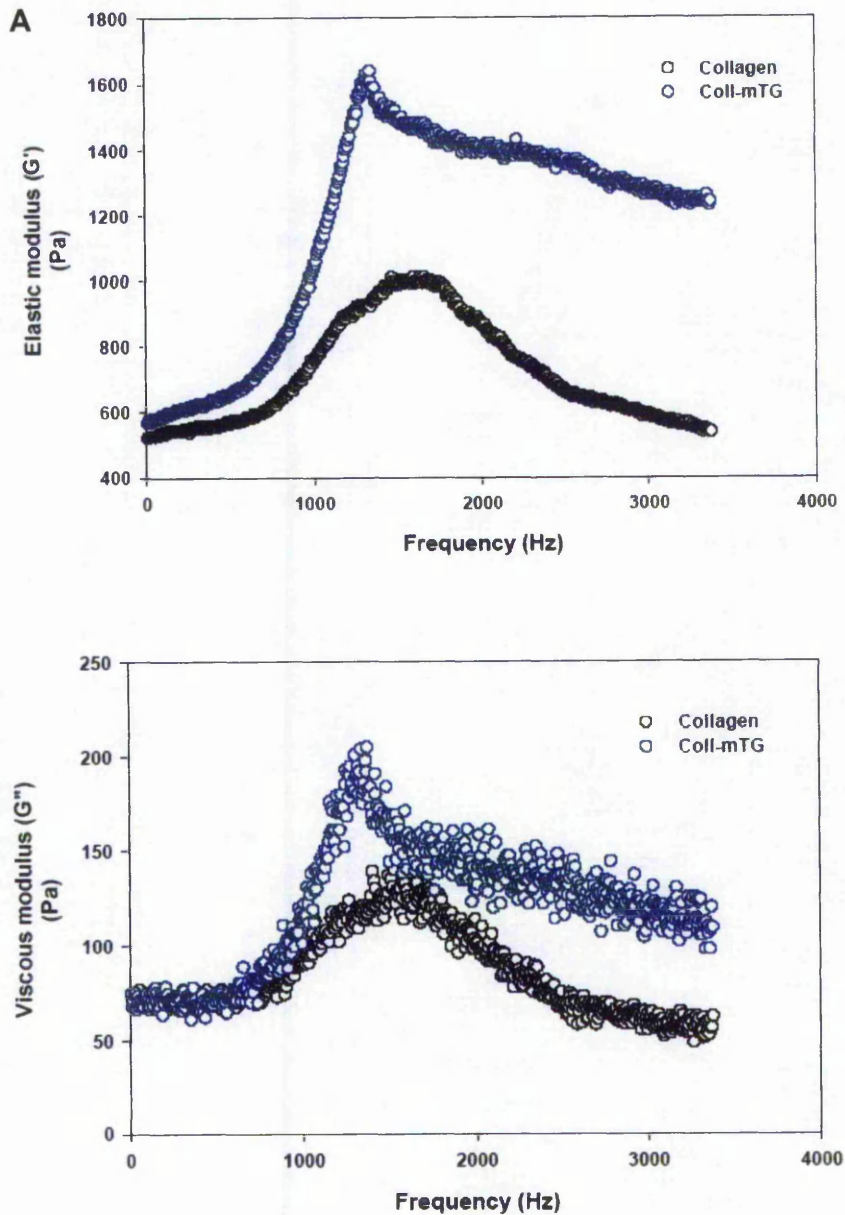 A
1800
1600
1400
1200
1000
800
600
400
Elastic modulus (G')
(Pa)
Collagen
Coll-mTG
0 1000 2000 3000 4000
Frequency (Hz)
250
200
150
100
50
0
Viscous modulus (G")
(Pa)
Collagen
Coll-mTG
0 1000 2000 3000 4000
Frequency (Hz)